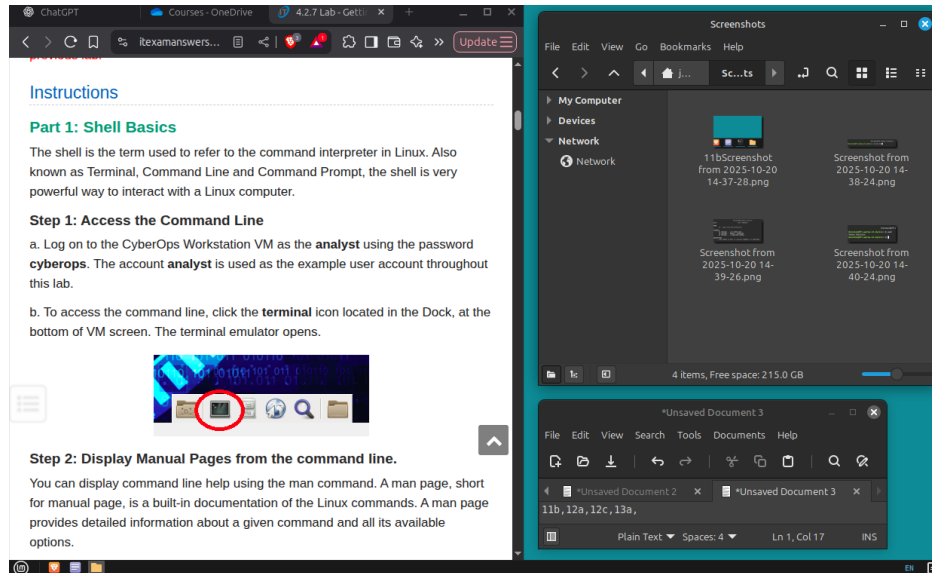 ChatGPT
Courses - OneDrive
4.2.7 Lab - Gettin
itexamanswers...
Update
Instructions
Part 1: Shell Basics
The shell is the term used to refer to the command interpreter in Linux. Also
known as Terminal, Command Line and Command Prompt, the shell is very
powerful way to interact with a Linux computer.
Step 1: Access the Command Line
a. Log on to the CyberOps Workstation VM as the analyst using the password
cyberops. The account analyst is used as the example user account throughout
this lab.
b. To access the command line, click the terminal icon located in the Dock, at the
bottom of VM screen. The terminal emulator opens.
Step 2: Display Manual Pages from the command line.
You can display command line help using the man command. A man page, short
for manual page, is a built-in documentation of the Linux commands. A man page
provides detailed information about a given command and all its available
options.
Screenshots
File Edit View Go Bookmarks Help
j... Sc...ts
My Computer
Devices
Network
Network
11bScreenshot
from 2025-10-20
14-37-28.png
Screenshot from
2025-10-20 14-
38-24.png
Screenshot from
2025-10-20 14-
39-26.png
Screenshot from
2025-10-20 14-
40-24.png
4 items, Free space: 215.0 GB
*Unsaved Document 3
File Edit View Search Tools Documents Help
*Unsaved Document 2
*Unsaved Document 3
11b,12a,12c,13a,
Plain Text Spaces: 4 Ln 1, Col 17 INS
EN